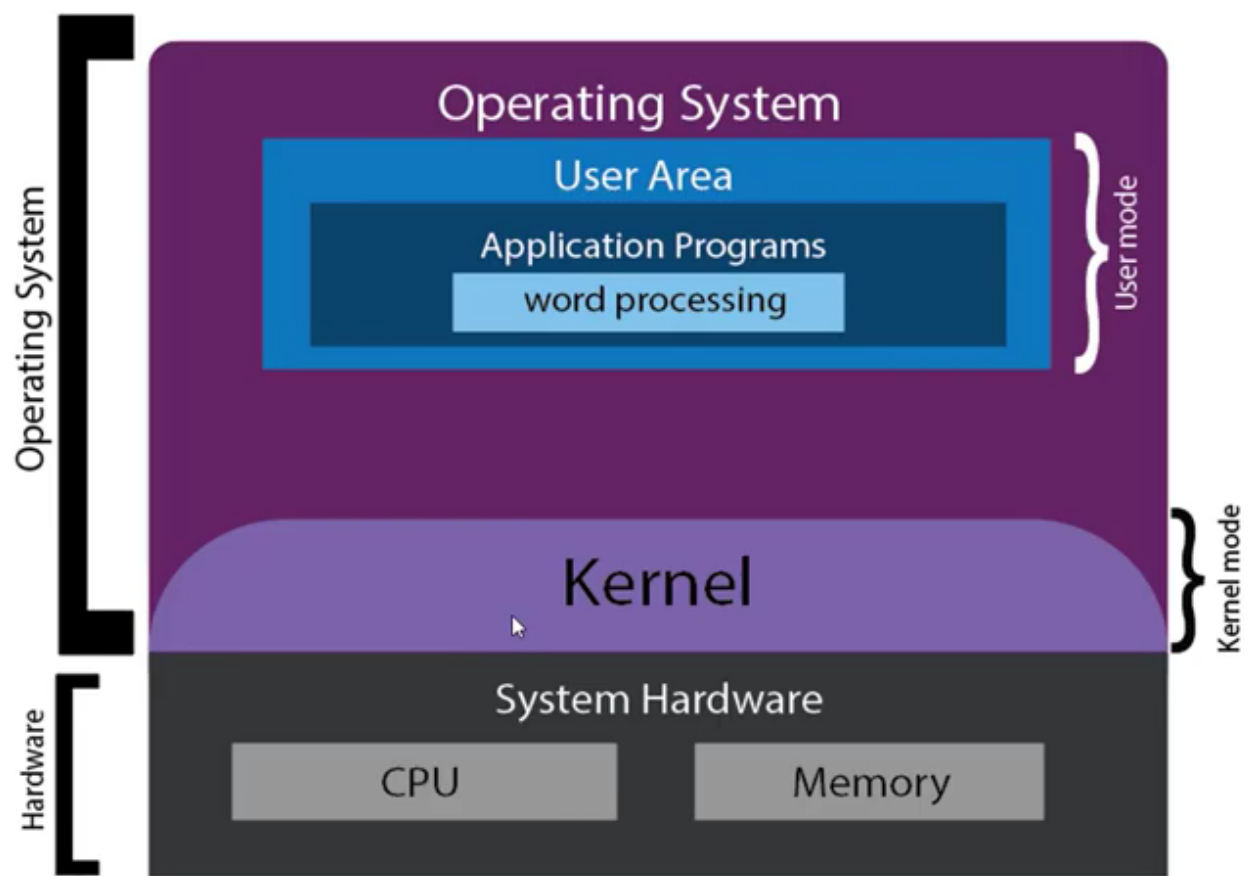 Operating System
Operating System
User Area
Application Programs
word processing
User mode
Kernel
Kernel mode
Hardware
System Hardware
CPU
Memory